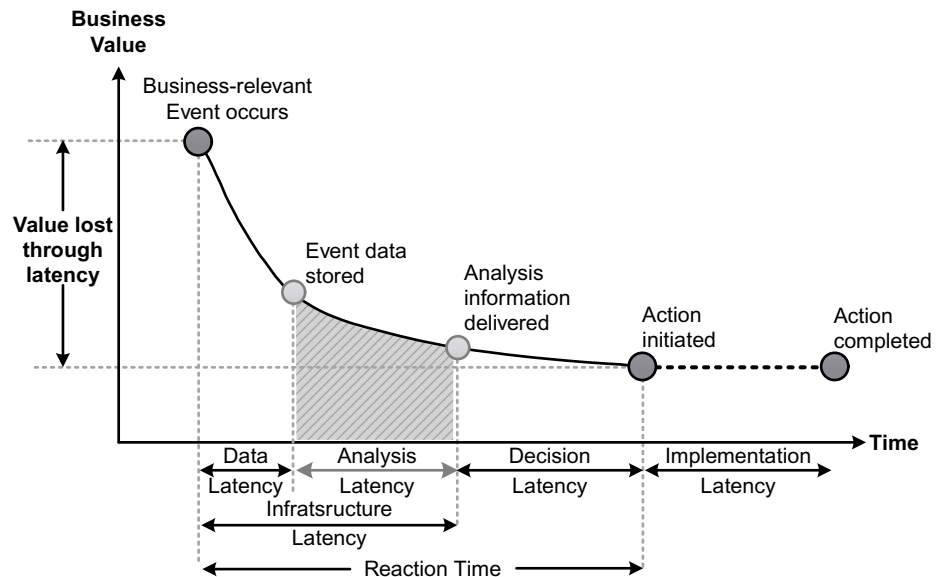 Business
Value
Business-relevant
Event occurs
Value lost
through
latency
Event data
stored
Analysis
information
delivered
Action
initiated
Action
completed
Time
Data
Latency
Analysis
Latency
Decision
Latency
Implementation
Latency
Infratsructure
Latency
Reaction Time